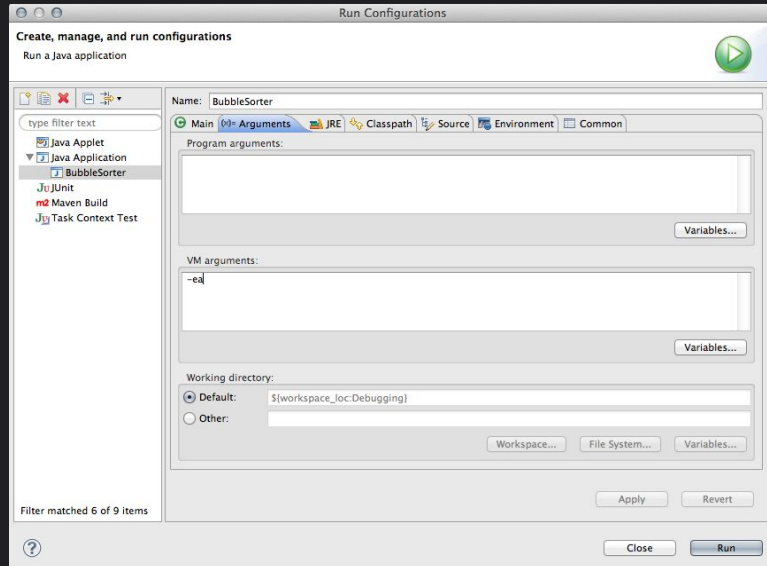 Run Configurations
Create, manage, and run configurations
Run a Java application
type filter text
Java Applet
Java Application
BubbleSorter
JUnit
Maven Build
Task Context Test
Filter matched 6 of 9 items
Name: BubbleSorter
Main (x)= Arguments JRE Classpath Source Environment Common
Program arguments:
Variables...
VM arguments:
-ea
Variables...
Working directory:
Default: ${workspace_loc:Debugging}
Other:
Workspace... File System... Variables...
Apply Revert
? Close Run